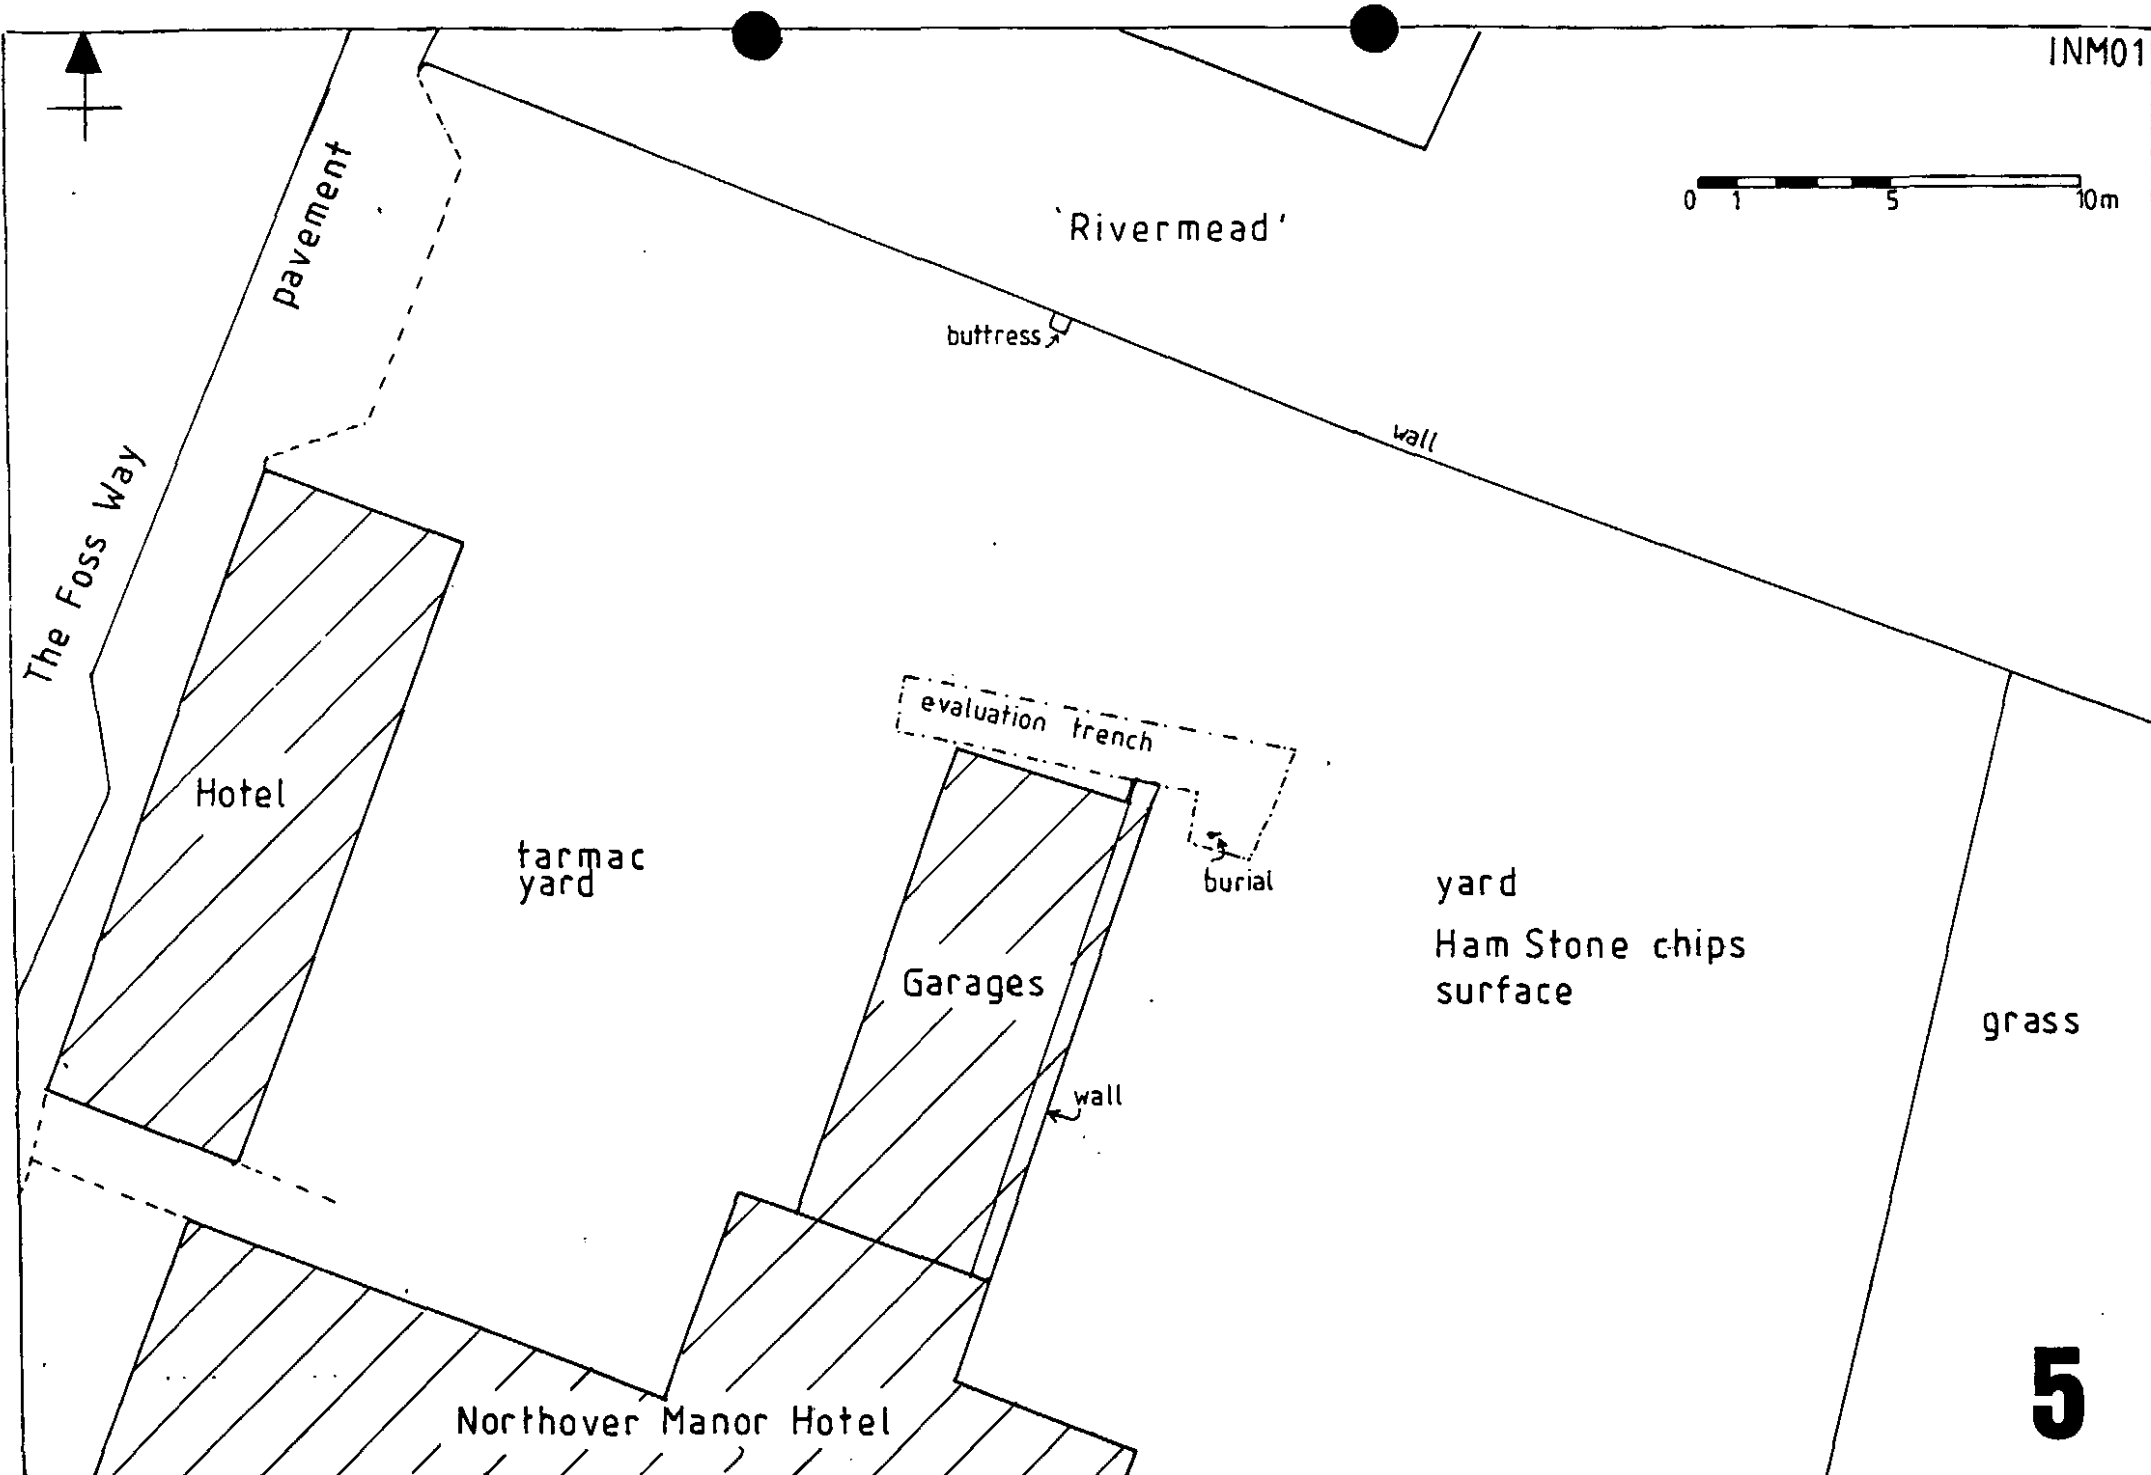 INM01
pavement
0 1 5 10m
'Rivermead'
buttress
wall
The Foss Way
evaluation trench
Hotel
tarmac
yard
burial
yard
Ham Stone chips
surface
Garages
grass
wall
5
Northover Manor Hotel